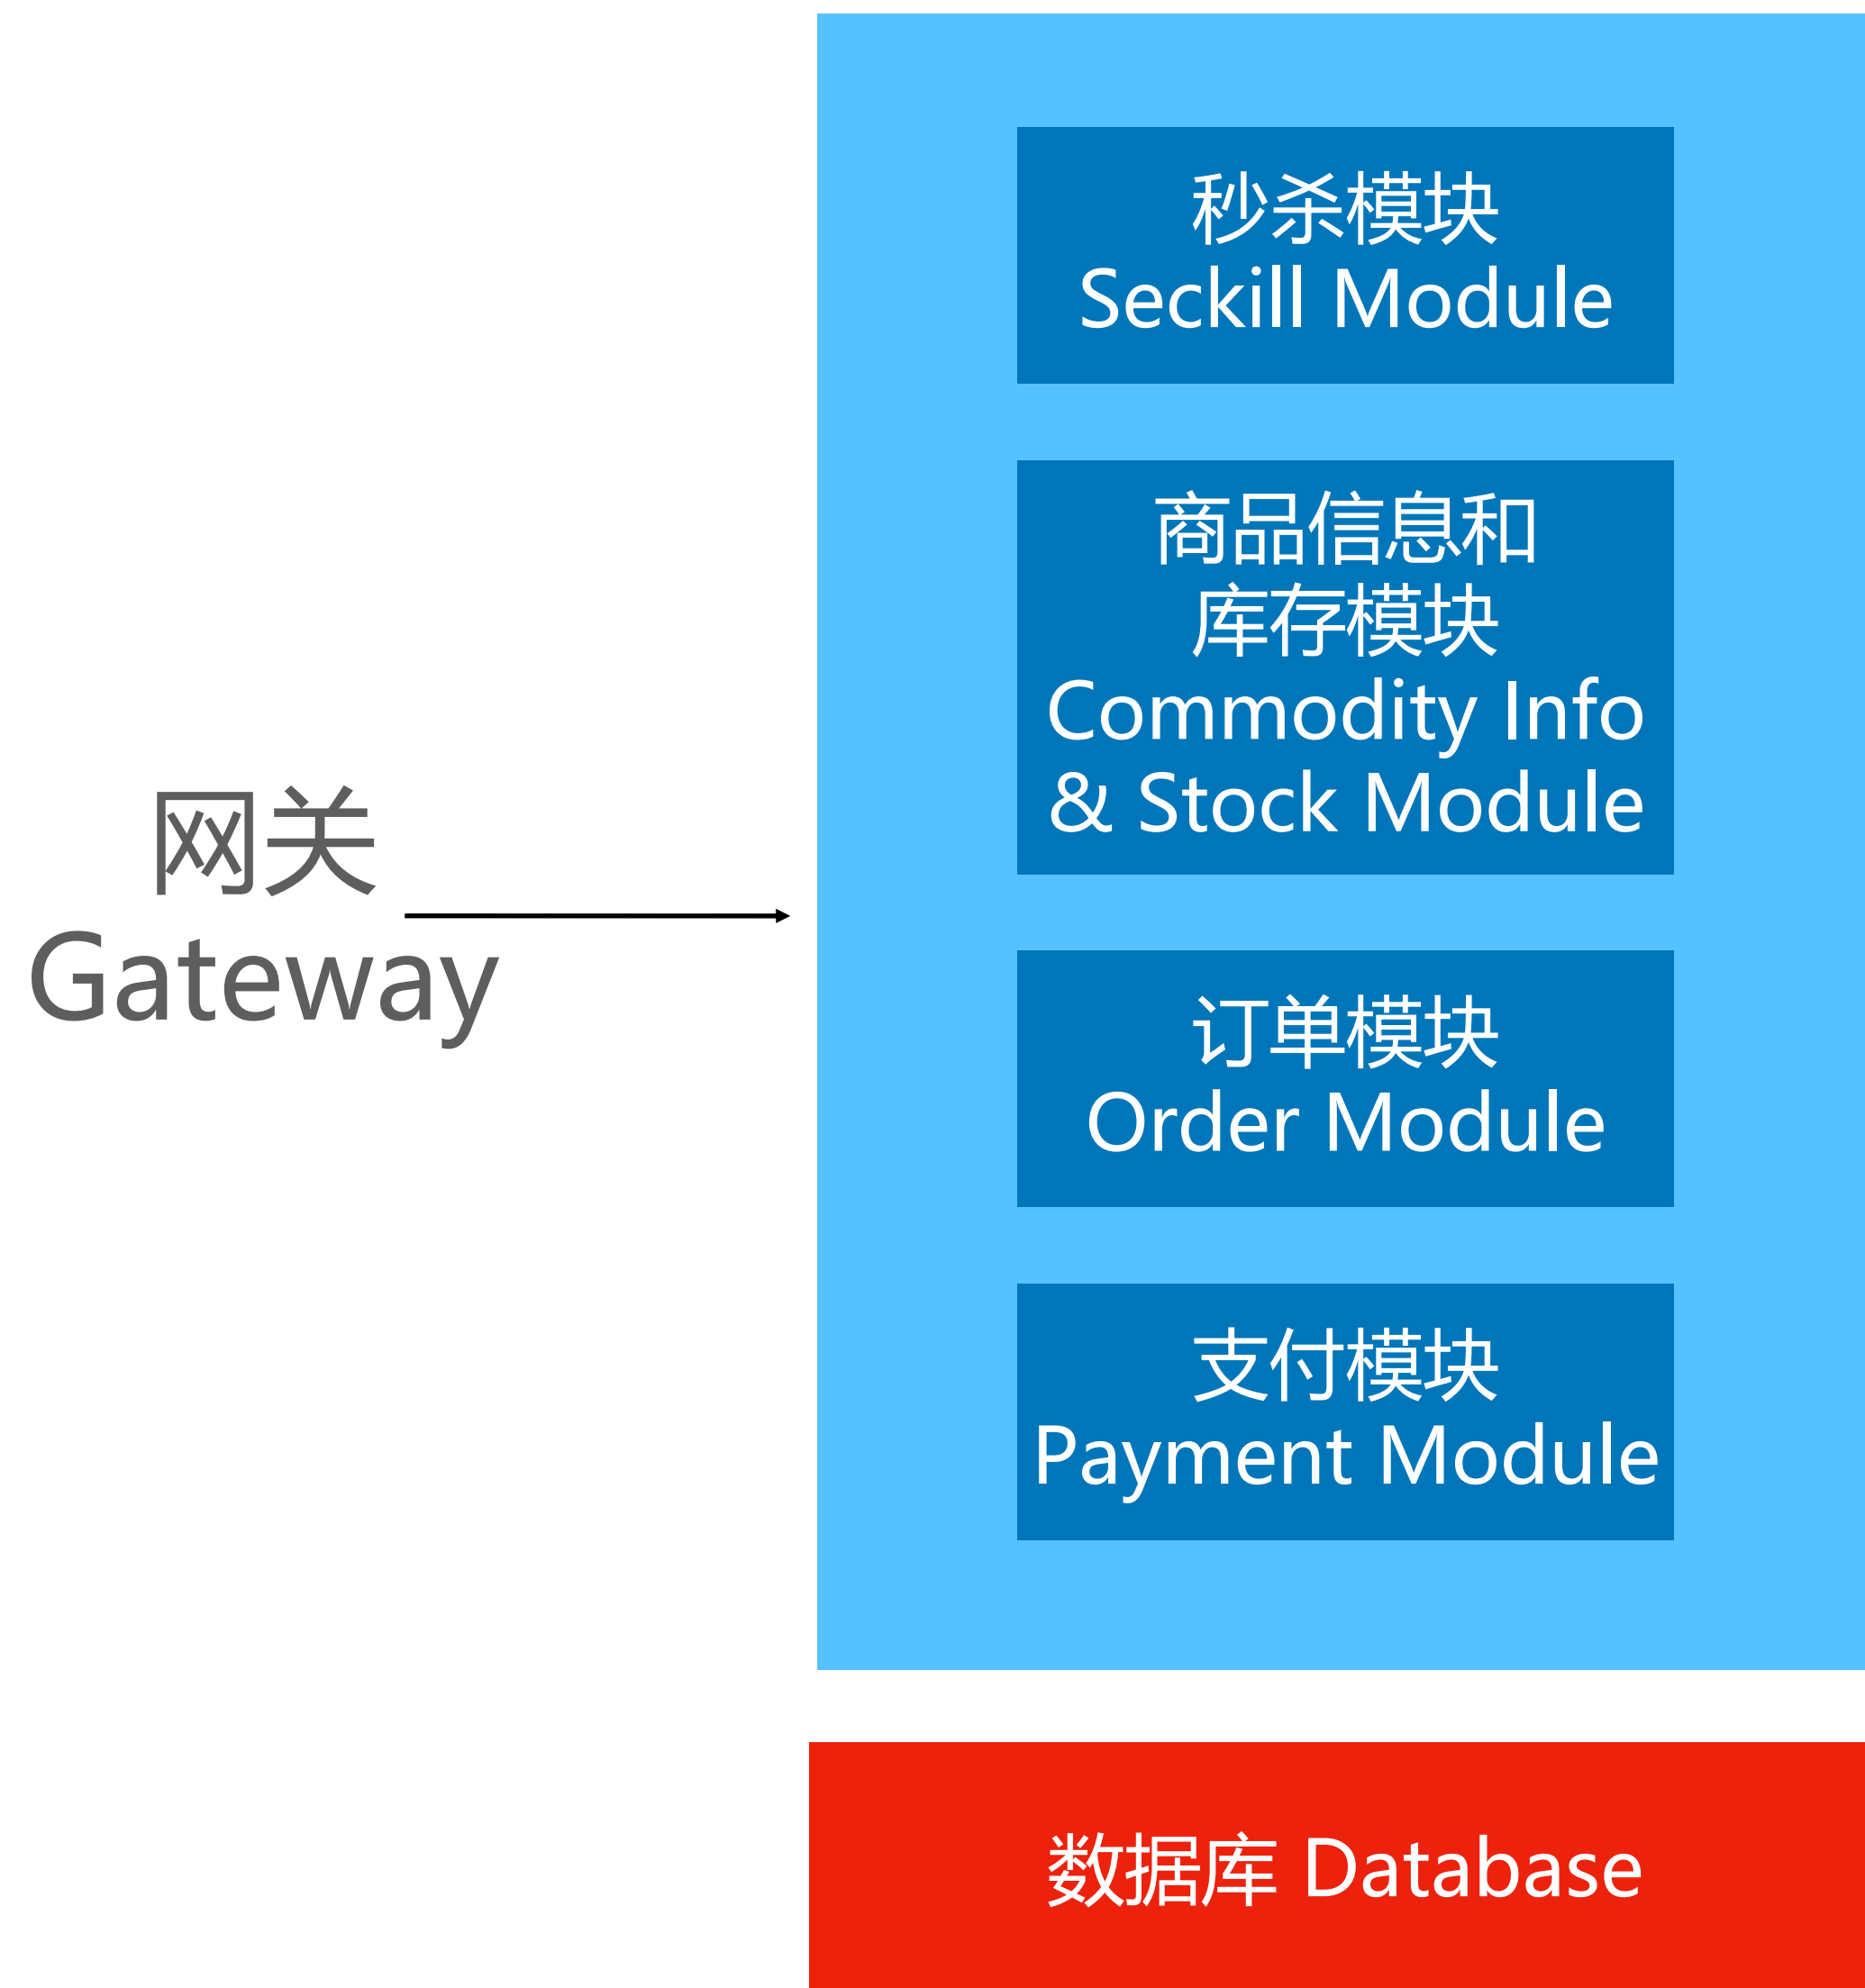 网关
Gateway
秒杀模块
Seckill Module
商品信息和
库存模块
Commodity Info
& Stock Module
订单模块
Order Module
支付模块
Payment Module
数据库 Database